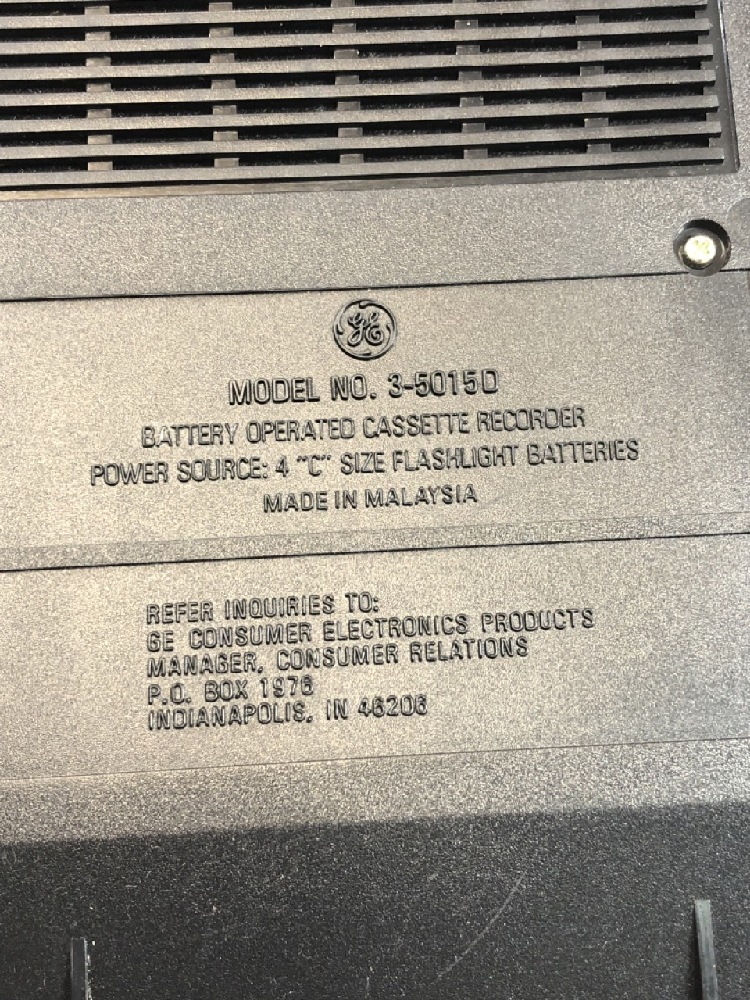 GE
MODEL NO. 3-5015D
BATTERY OPERATED CASSETTE RECORDER
POWER SOURCE: 4 "C" SIZE FLASHLIGHT BATTERIES
MADE IN MALAYSIA
REFER INQUIRIES TO:
GE CONSUMER ELECTRONICS PRODUCTS
MANAGER, CONSUMER RELATIONS
P.O. BOX 1976
INDIANAPOLIS, IN 46206